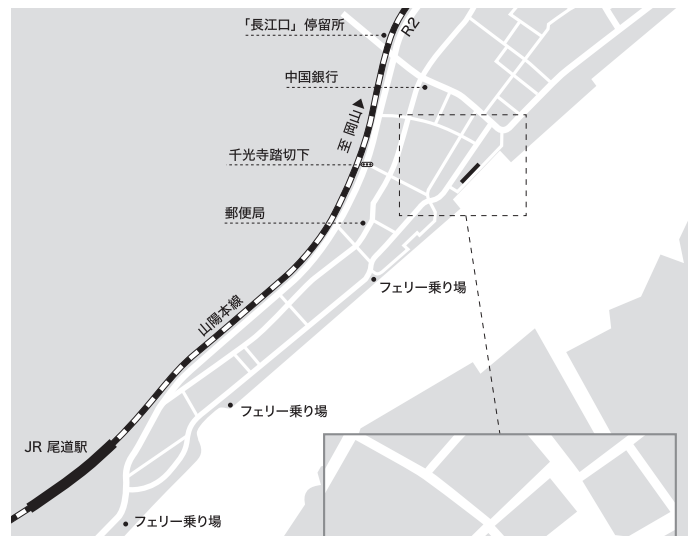 「長江口」停留所
R2
中国銀行
至 岡山▶
千光寺踏切下
郵便局
フェリー乗り場
山陽本線
フェリー乗り場
JR 尾道駅
フェリー乗り場